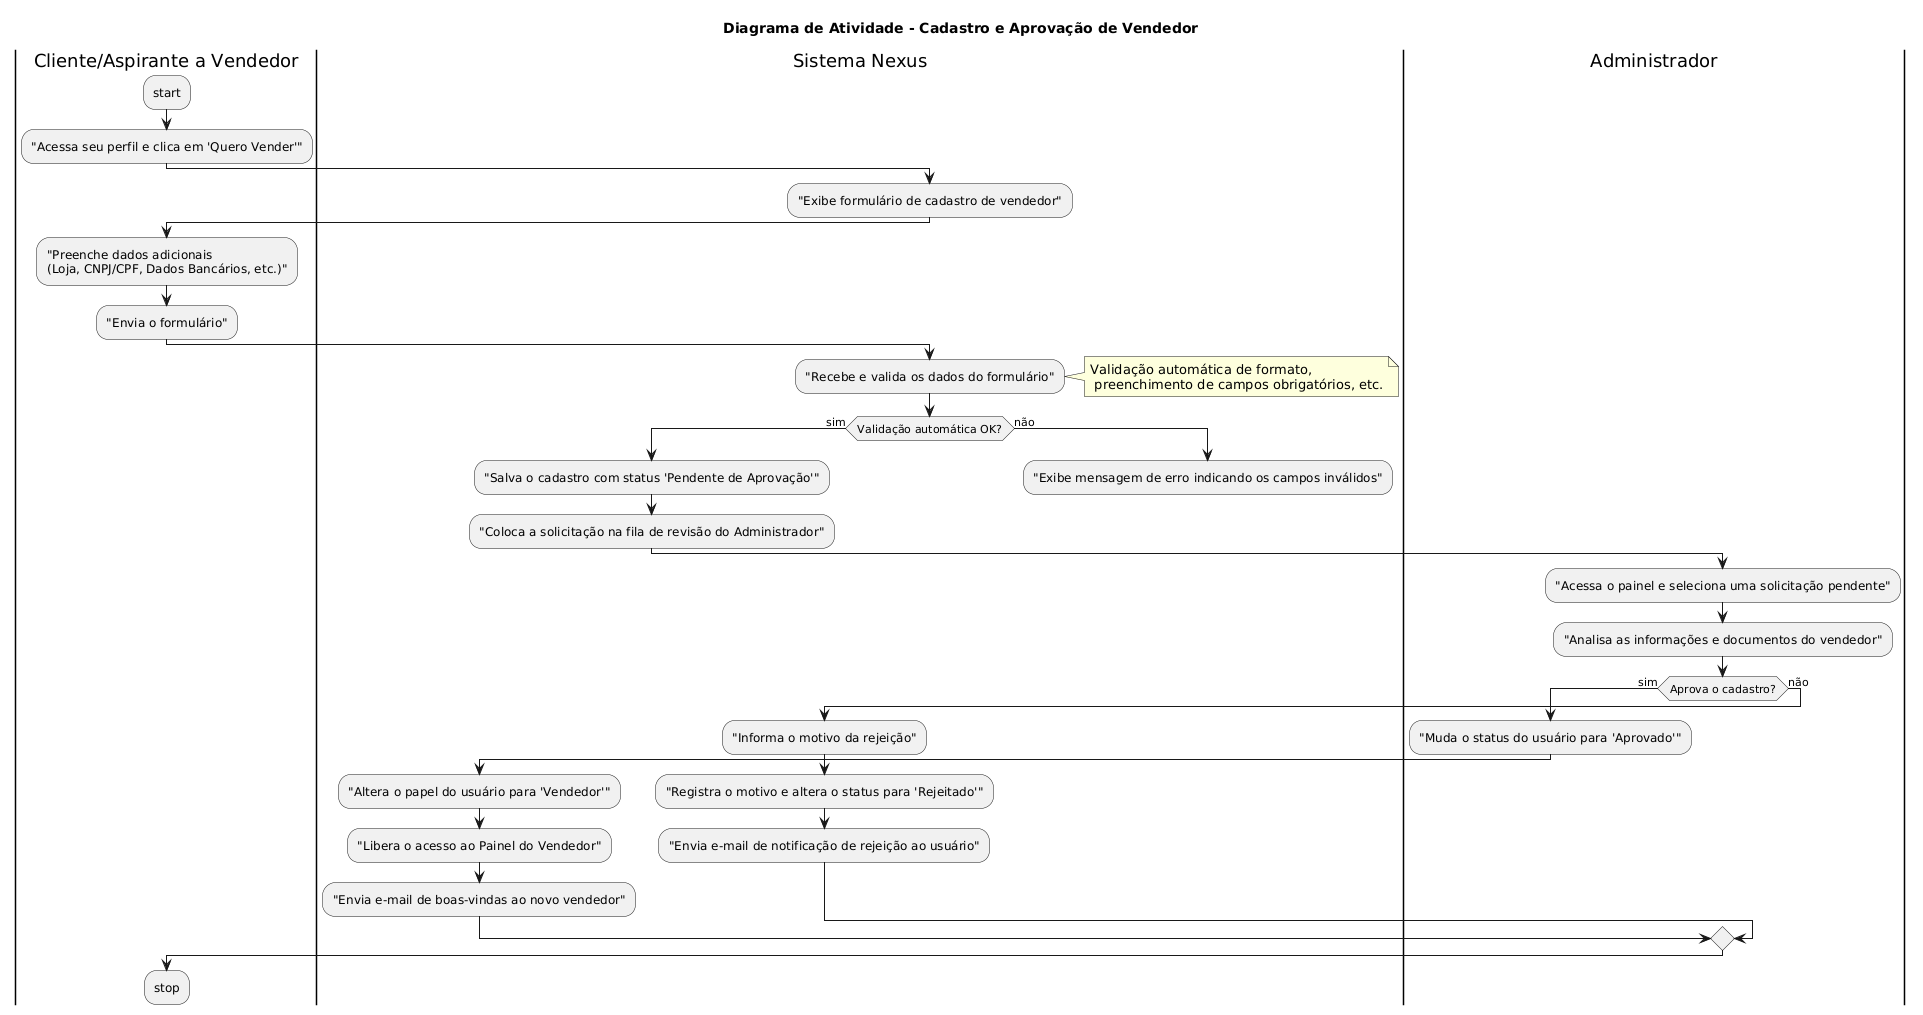 Diagrama de Atividade - Cadastro e Aprovação de Vendedor
Cliente/Aspirante a Vendedor
Sistema Nexus
Administrador
start
"Acessa seu perfil e clica em 'Quero Vender'"
"Exibe formulário de cadastro de vendedor"
"Preenche dados adicionais
(Loja, CNPJ/CPF, Dados Bancários, etc.)"
"Envia o formulário"
"Recebe e valida os dados do formulário"
Validação automática de formato,
preenchimento de campos obrigatórios, etc.
sim
Validação automática OK?
não
"Salva o cadastro com status 'Pendente de Aprovação'"
"Exibe mensagem de erro indicando os campos inválidos"
"Coloca a solicitação na fila de revisão do Administrador"
"Acessa o painel e seleciona uma solicitação pendente"
"Analisa as informações e documentos do vendedor"
sim
Aprova o cadastro?
não
"Informa o motivo da rejeição"
"Muda o status do usuário para 'Aprovado'"
"Altera o papel do usuário para 'Vendedor'"
"Registra o motivo e altera o status para 'Rejeitado'"
"Libera o acesso ao Painel do Vendedor"
"Envia e-mail de notificação de rejeição ao usuário"
"Envia e-mail de boas-vindas ao novo vendedor"
stop